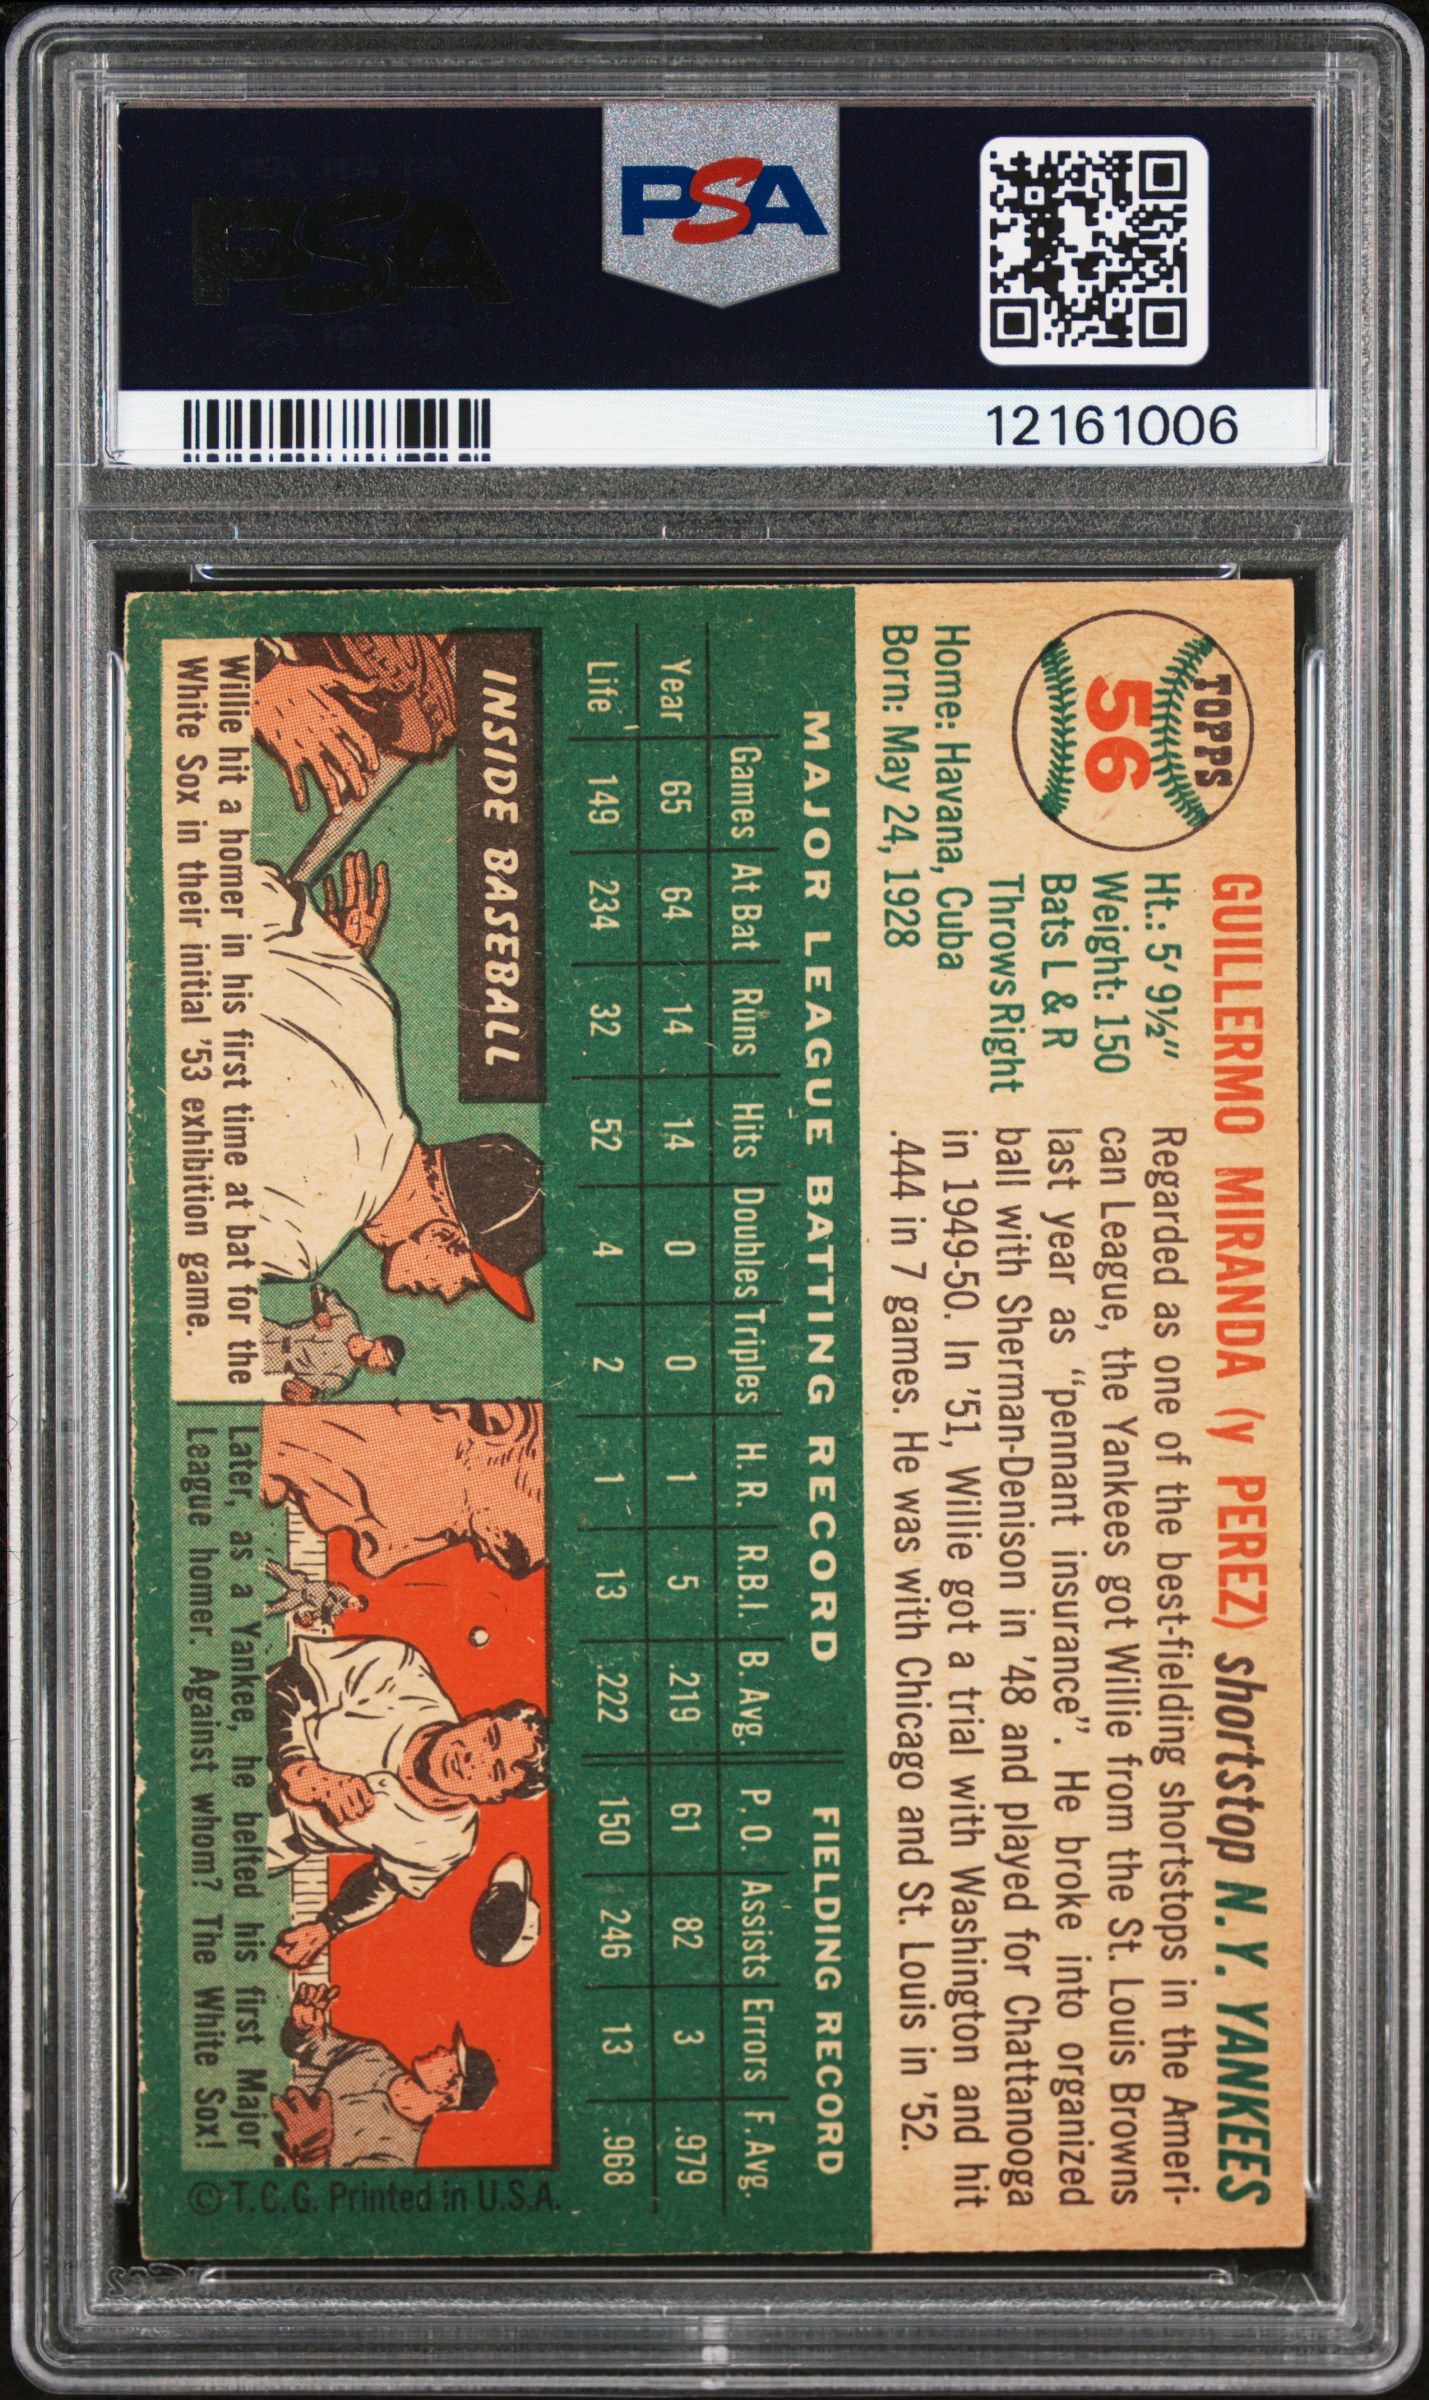 PSA
PSA
12161006
TOPPS
56
GUILLERMO MIRANDA (y PEREZ) shortstop N. Y. YANKEES
Ht.: 5' 9½"
Weight: 150
Bats L & R
Throws Right
Home: Havana, Cuba
Born: May 24, 1928
Regarded as one of the best-fielding shortstops in the Ameri-
can League, the Yankees got Willie from the St. Louis Browns
last year as "pennant insurance". He broke into organized
ball with Sherman-Denison in '48 and played for Chattanooga
in 1949-50. In '51, Willie got a trial with Washington and hit
.444 in 7 games. He was with Chicago and St. Louis in '52.
MAJOR LEAGUE BATTING RECORD FIELDING RECORD
Games At Bat Runs Hits Doubles Triples H. R. R.B.I. B. Avg. P. O. Assists Errors F. Avg.
Year 65 64 14 14 0 0 1 5 .219 61 82 3 .979
Life 149 234 32 52 4 2 1 13 .222 150 246 13 .968
INSIDE BASEBALL
Willie hit a homer in his first time at bat for the
White Sox in their initial '53 exhibition game.
Later, as a Yankee, he belted his first Major
League homer. Against whom? The White Sox!
© T.C.G. Printed in U.S.A.